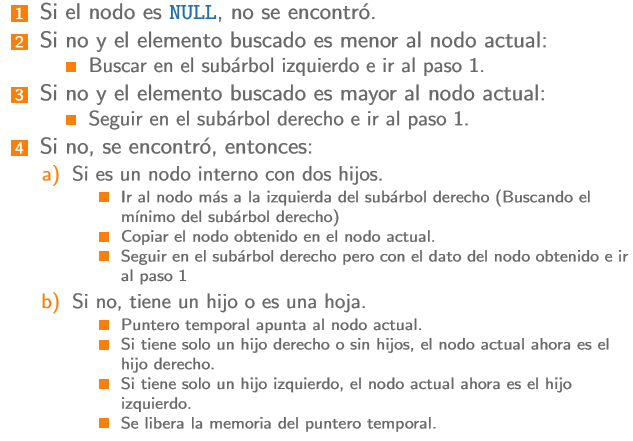 1 Si el nodo es NULL, no se encontró.
2 Si no y el elemento buscado es menor al nodo actual:
Buscar en el subárbol izquierdo e ir al paso 1.
3 Si no y el elemento buscado es mayor al nodo actual:
Seguir en el subárbol derecho e ir al paso 1.
4 Si no, se encontró, entonces:
a) Si es un nodo interno con dos hijos.
Ir al nodo más a la izquierda del subárbol derecho (Buscando el
mínimo del subárbol derecho)
Copiar el nodo obtenido en el nodo actual.
Seguir en el subárbol derecho pero con el dato del nodo obtenido e ir
al paso 1
b) Si no, tiene un hijo o es una hoja.
Puntero temporal apunta al nodo actual.
Si tiene solo un hijo derecho o sin hijos, el nodo actual ahora es el
hijo derecho.
Si tiene solo un hijo izquierdo, el nodo actual ahora es el hijo
izquierdo.
Se libera la memoria del puntero temporal.